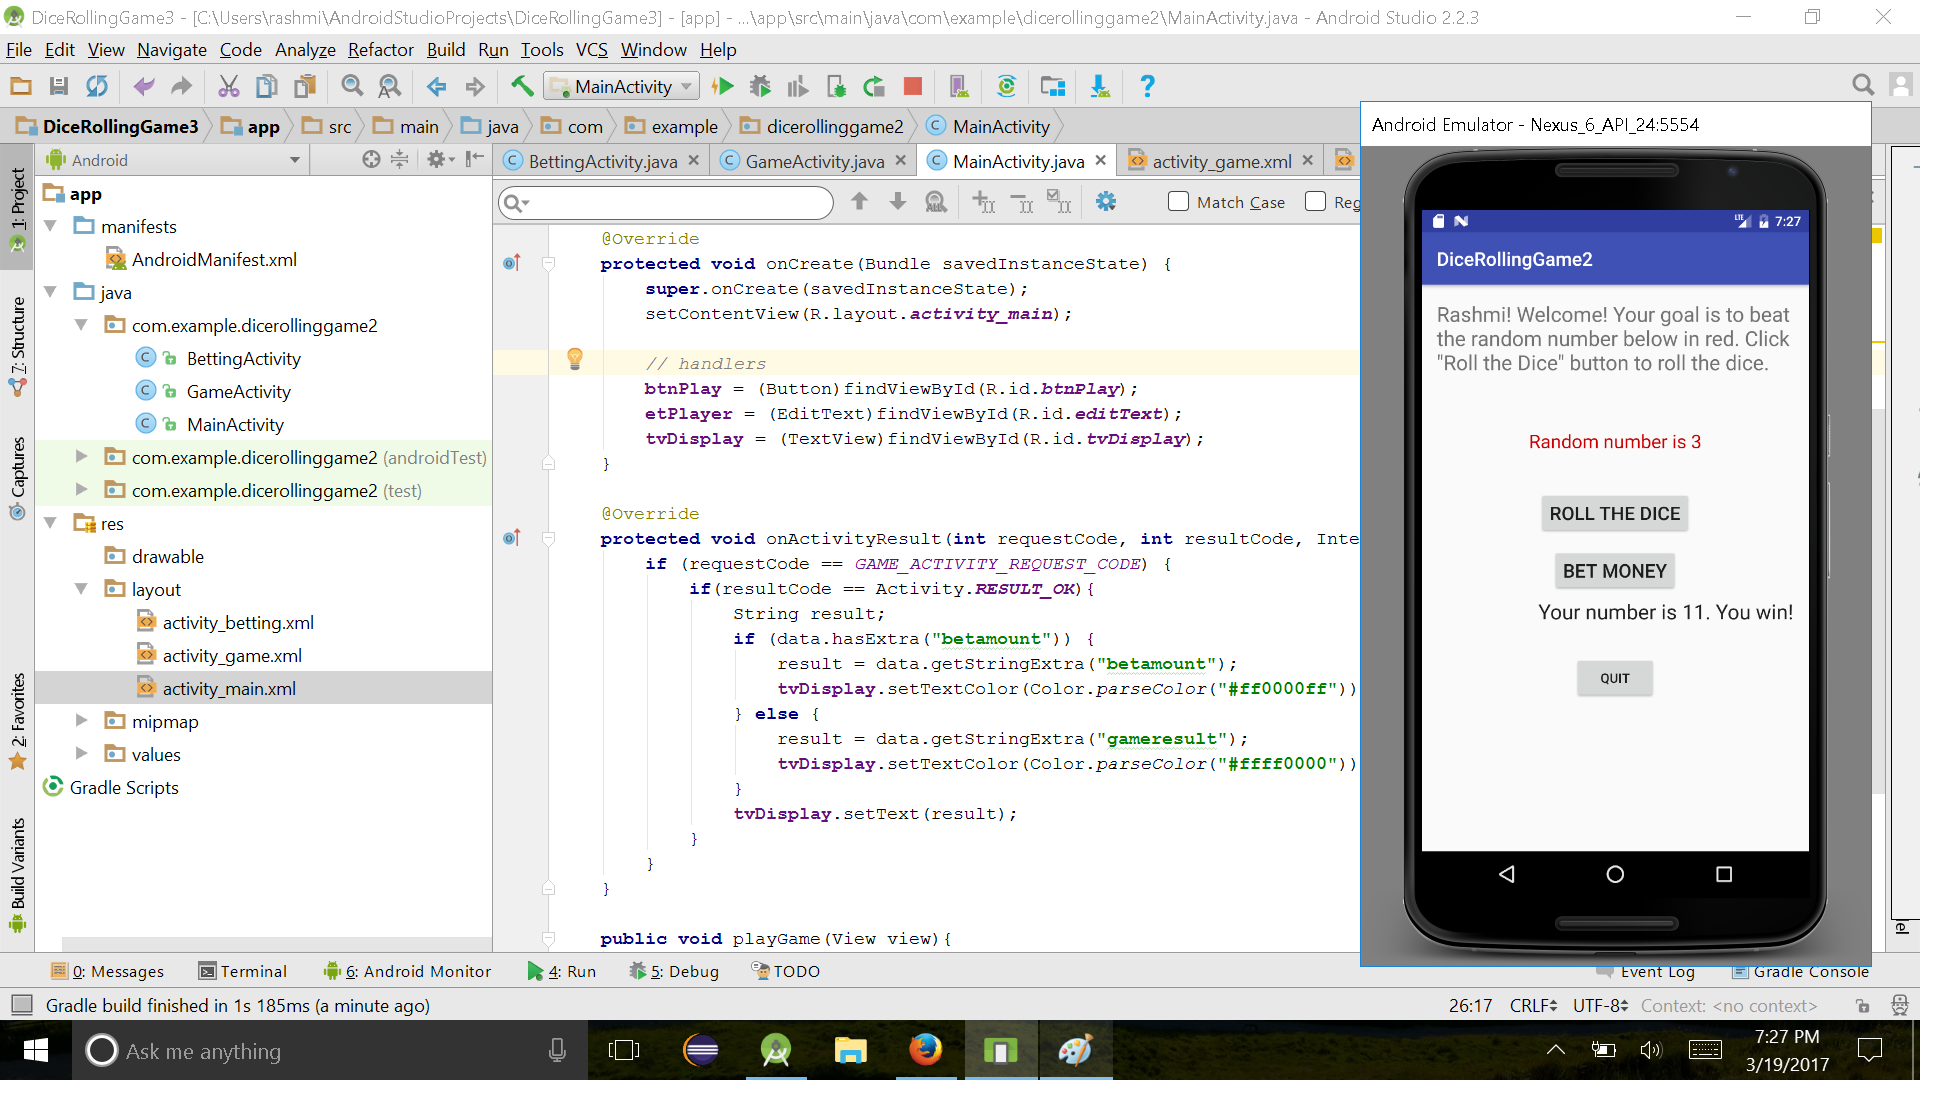 DiceRollingGame3 - [C:\Users\rashmi\AndroidStudioProjects\DiceRollingGame3] - [app] - ...\app\src\main\java\com\example\dicerollinggame2\MainActivity.java - Android Studio 2.2.3
File Edit View Navigate Code Analyze Refactor Build Run Tools VCS Window Help
MainActivity
DiceRollingGame3 app src main java com example dicerollinggame2 MainActivity
Android
BettingActivity.java GameActivity.java MainActivity.java activity_game.xml
Match Case Reg
1: Project
7: Structure
Captures
2: Favorites
Build Variants
app
manifests
AndroidManifest.xml
java
com.example.dicerollinggame2
BettingActivity
GameActivity
MainActivity
com.example.dicerollinggame2 (androidTest)
com.example.dicerollinggame2 (test)
res
drawable
layout
activity_betting.xml
activity_game.xml
activity_main.xml
mipmap
values
Gradle Scripts
@Override
protected void onCreate(Bundle savedInstanceState) {
super.onCreate(savedInstanceState);
setContentView(R.layout.activity_main);
// handlers
btnPlay = (Button)findViewById(R.id.btnPlay);
etPlayer = (EditText)findViewById(R.id.editText);
tvDisplay = (TextView)findViewById(R.id.tvDisplay);
}
@Override
protected void onActivityResult(int requestCode, int resultCode, Inte
if (requestCode == GAME_ACTIVITY_REQUEST_CODE) {
if(resultCode == Activity.RESULT_OK){
String result;
if (data.hasExtra("betamount")) {
result = data.getStringExtra("betamount");
tvDisplay.setTextColor(Color.parseColor("#ff0000ff"))
} else {
result = data.getStringExtra("gameresult");
tvDisplay.setTextColor(Color.parseColor("#ffff0000"))
}
tvDisplay.setText(result);
}
}
}
public void playGame(View view){
Android Emulator - Nexus_6_API_24:5554
LTE 7:27
DiceRollingGame2
Rashmi! Welcome! Your goal is to beat
the random number below in red. Click
"Roll the Dice" button to roll the dice.
Random number is 3
ROLL THE DICE
BET MONEY
Your number is 11. You win!
QUIT
el
0: Messages Terminal 6: Android Monitor 4: Run 5: Debug TODO Event Log Gradle Console
Gradle build finished in 1s 185ms (a minute ago) 26:17 CRLF UTF-8 Context: <no context>
Ask me anything
7:27 PM
3/19/2017